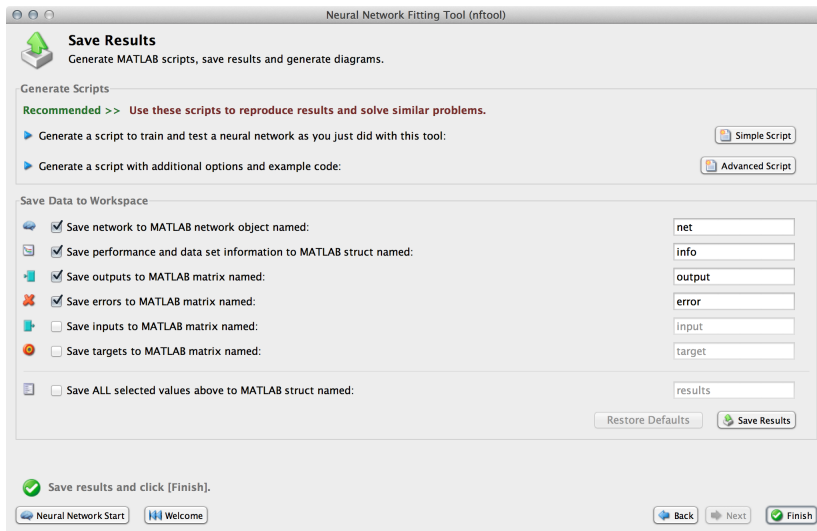 Neural Network Fitting Tool (nftool)
Save Results
Generate MATLAB scripts, save results and generate diagrams.
Generate Scripts
Recommended >> Use these scripts to reproduce results and solve similar problems.
Generate a script to train and test a neural network as you just did with this tool: Simple Script
Generate a script with additional options and example code: Advanced Script
Save Data to Workspace
Save network to MATLAB network object named: net
Save performance and data set information to MATLAB struct named: info
Save outputs to MATLAB matrix named: output
Save errors to MATLAB matrix named: error
Save inputs to MATLAB matrix named: input
Save targets to MATLAB matrix named: target
Save ALL selected values above to MATLAB struct named: results
Restore Defaults Save Results
Save results and click [Finish].
Neural Network Start Welcome Back Next Finish